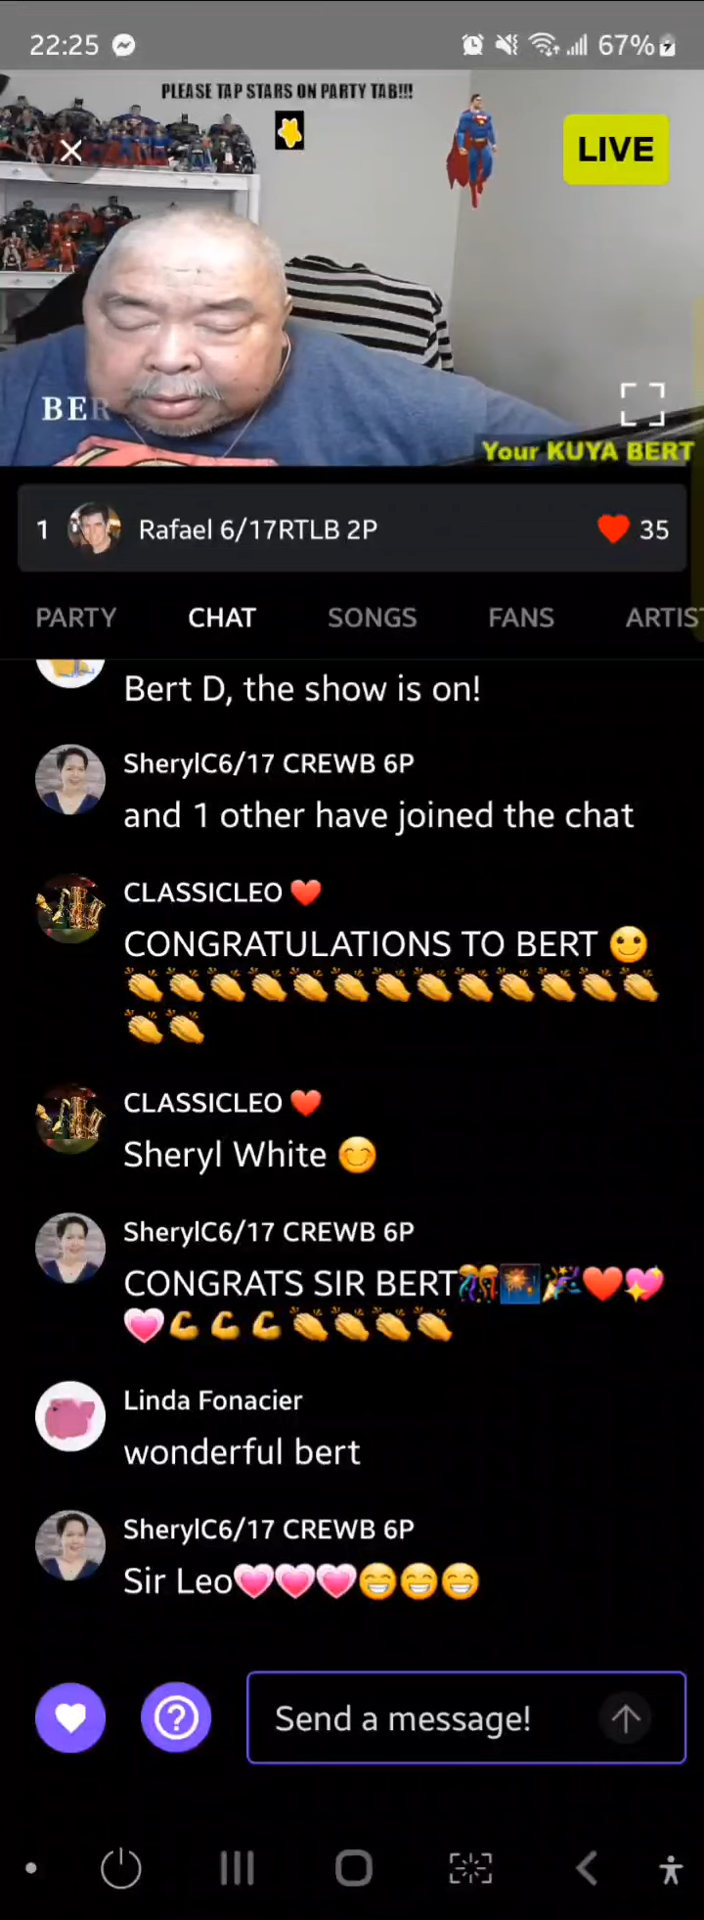 22:25
67%
PLEASE TAP STARS ON PARTY TAB!!!
LIVE
BER
Your KUYA BERT
1 Rafael 6/17RTLB 2P ❤️ 35
PARTY CHAT SONGS FANS ARTIS
Bert D, the show is on!
SherylC6/17 CREWB 6P
and 1 other have joined the chat
CLASSICLEO ❤️
CONGRATULATIONS TO BERT 🙂
👏👏👏👏👏👏👏👏👏👏👏👏👏
👏👏
CLASSICLEO ❤️
Sheryl White 😊
SherylC6/17 CREWB 6P
CONGRATS SIR BERT🎊🎆🎉❤️💖
💗💪💪💪👏👏👏👏
Linda Fonacier
wonderful bert
SherylC6/17 CREWB 6P
Sir Leo💗💗💗😁😁😁
Send a message!